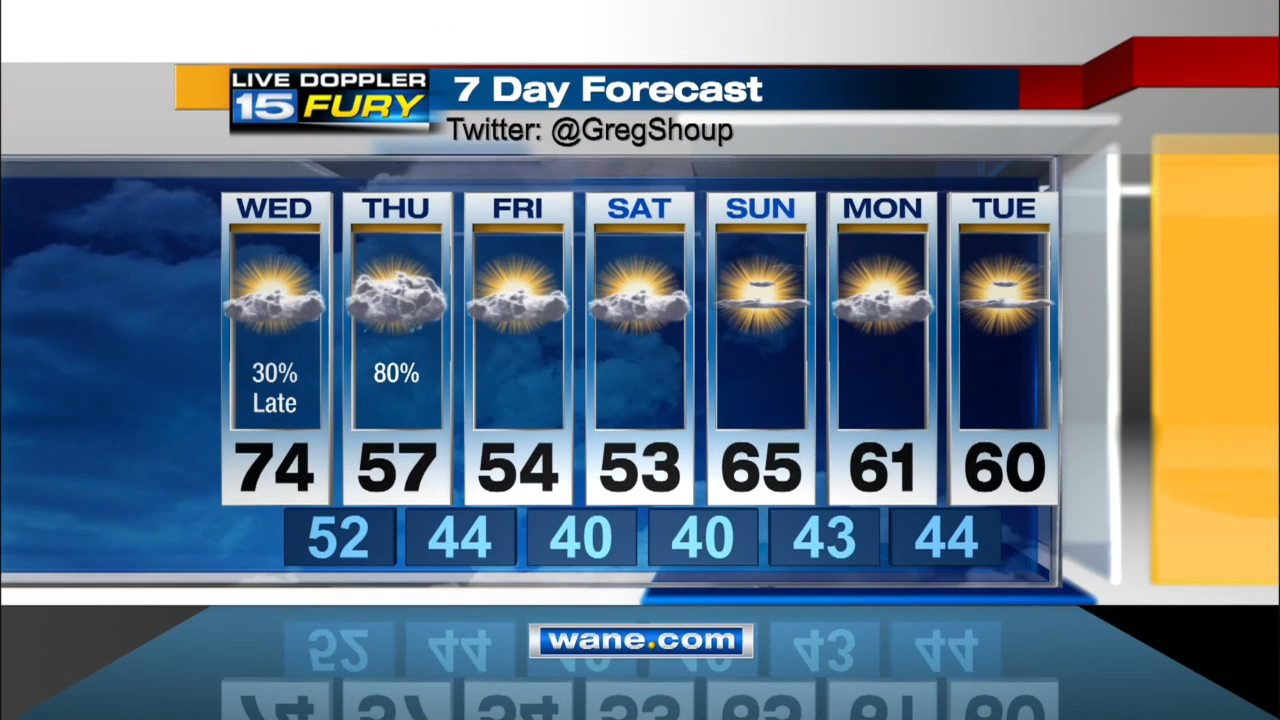 LIVE DOPPLER
15 FURY
7 Day Forecast
Twitter: @GregShoup
WED THU FRI SAT SUN MON TUE
30% 80%
Late
74 57 54 53 65 61 60
52 44 40 40 43 44
wane.com